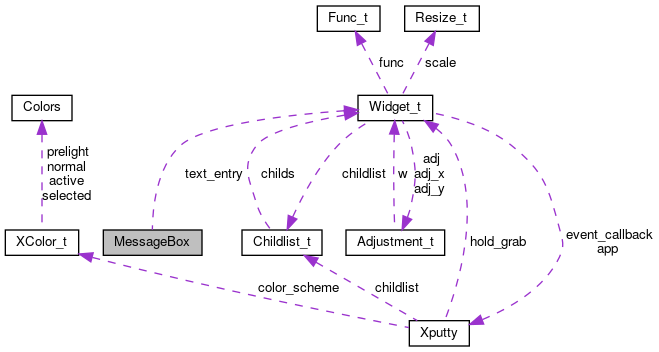 Func_t
Resize_t
func
scale
Colors
Widget_t
prelight
normal
active
selected
text_entry
childs
childlist
w
adj
adj_x
adj_y
XColor_t
MessageBox
Childlist_t
Adjustment_t
hold_grab
event_callback
app
color_scheme
childlist
Xputty